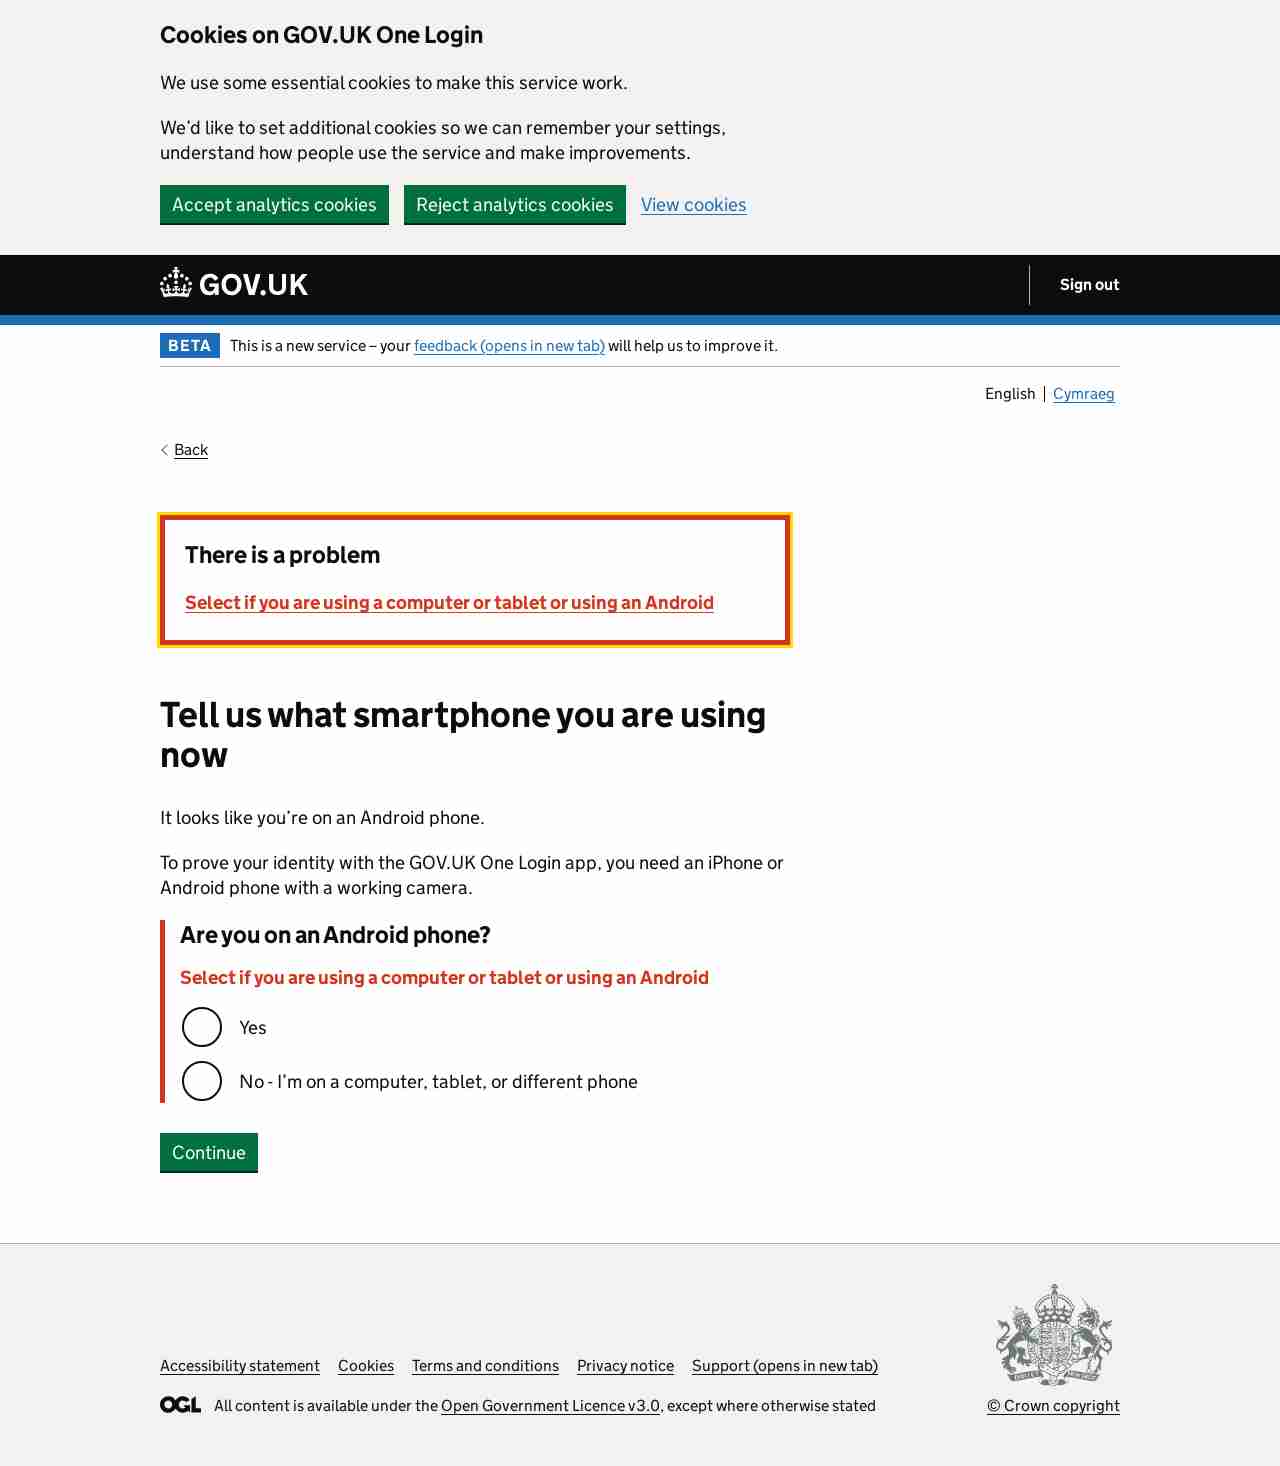 Cookies on GOV.UK One Login
We use some essential cookies to make this service work.
We’d like to set additional cookies so we can remember your settings,
understand how people use the service and make improvements.
Accept analytics cookies Reject analytics cookies View cookies
GOV.UK Sign out
BETA This is a new service – your feedback (opens in new tab) will help us to improve it.
English Cymraeg
Back
There is a problem
Select if you are using a computer or tablet or using an Android
Tell us what smartphone you are using
now
It looks like you’re on an Android phone.
To prove your identity with the GOV.UK One Login app, you need an iPhone or
Android phone with a working camera.
Are you on an Android phone?
Select if you are using a computer or tablet or using an Android
Yes
No - I’m on a computer, tablet, or different phone
Continue
Accessibility statement Cookies Terms and conditions Privacy notice Support (opens in new tab)
OGL All content is available under the Open Government Licence v3.0, except where otherwise stated
© Crown copyright